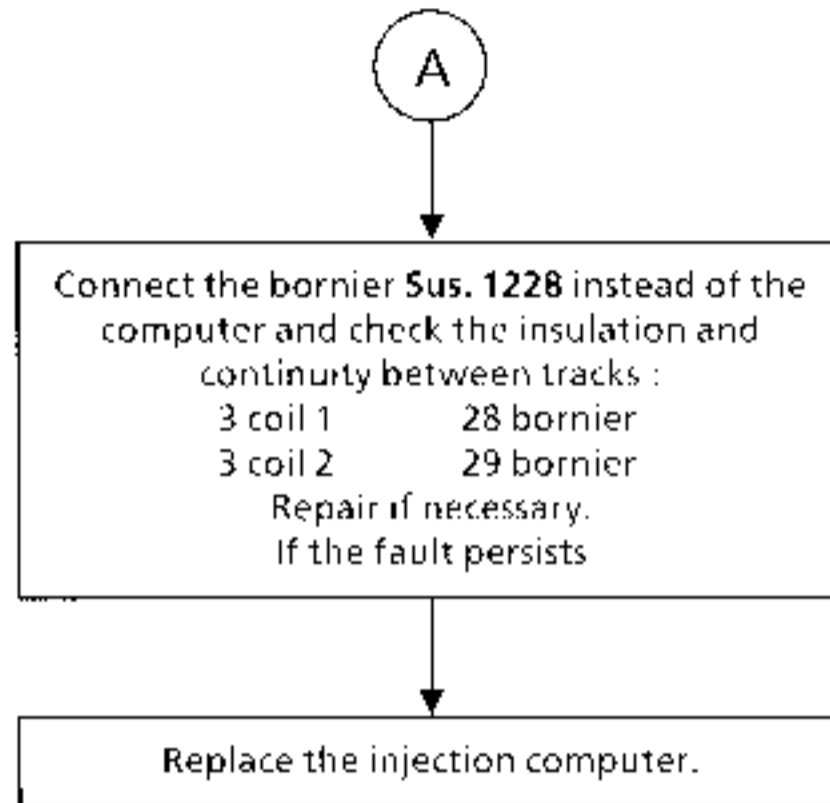 A
Connect the bornier Sus. 1228 instead of the
computer and check the insulation and
continuity between tracks :
3 coil 1 28 bornier
3 coil 2 29 bornier
Repair if necessary.
If the fault persists
Replace the injection computer.